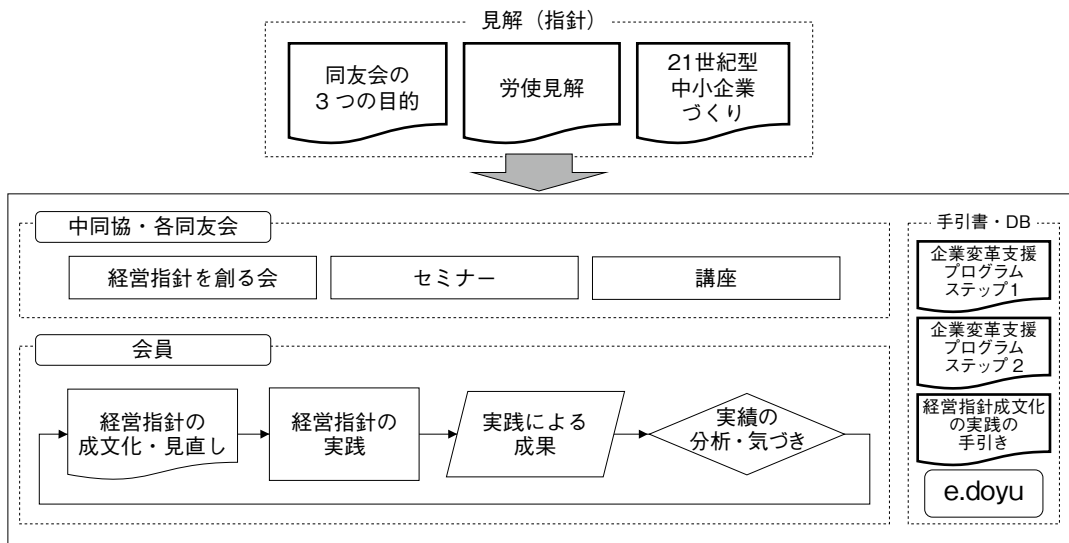 見解（指針）
同友会の
３つの目的
労使見解
21世紀型
中小企業
づくり
中同協・各同友会
経営指針を創る会
セミナー
講座
会員
経営指針の
成文化・見直し
経営指針の
実践
実践による
成果
実績の
分析・気づき
手引書・DB
企業変革支援
プログラム
ステップ1
企業変革支援
プログラム
ステップ2
経営指針成文化
の実践の
手引き
e.doyu